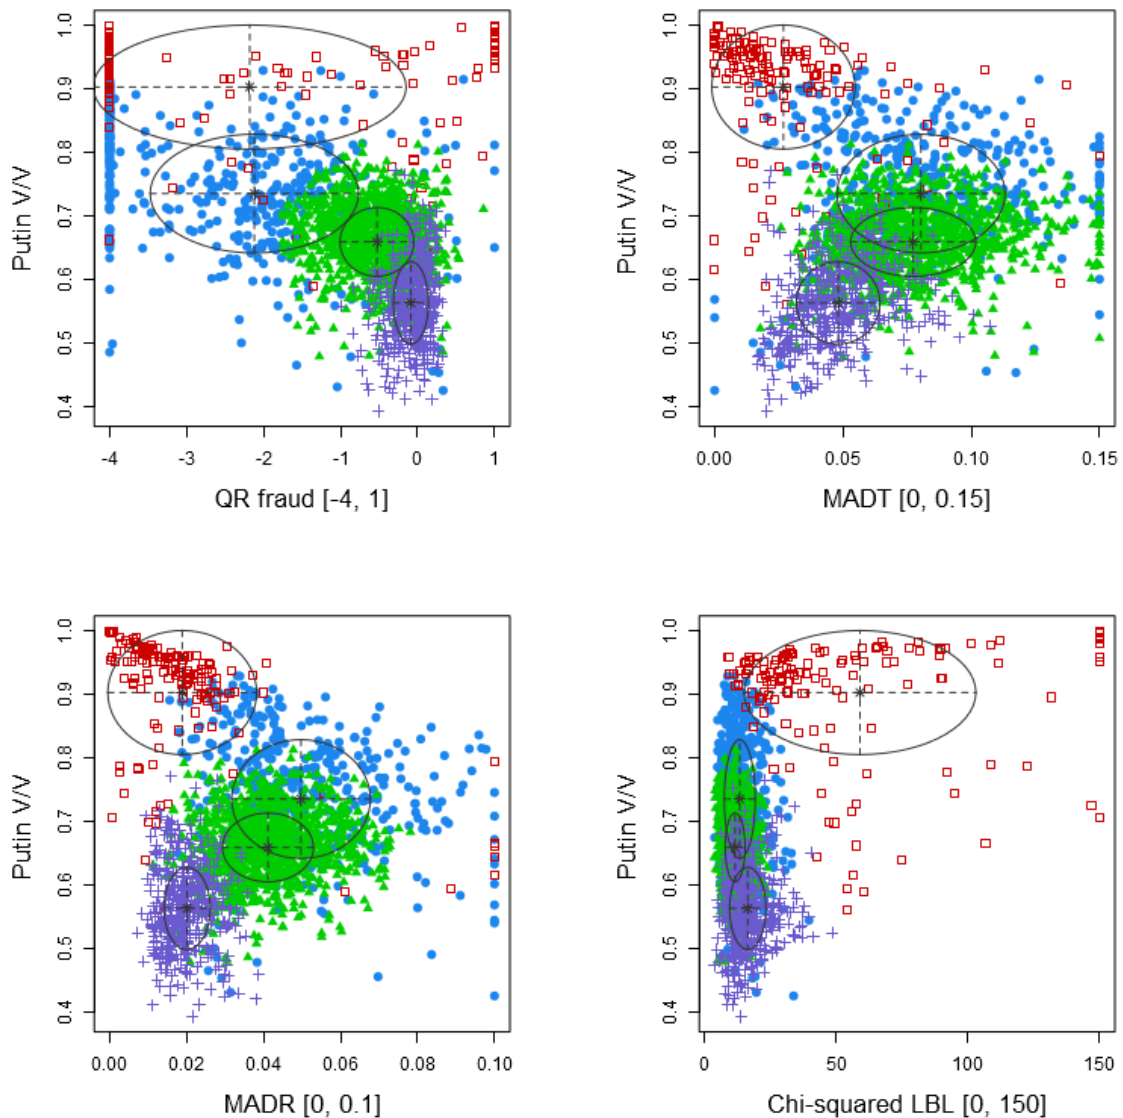 1.0
0.9
0.8
0.7
0.6
0.5
0.4
Putin V/V
-4 -3 -2 -1 0 1
QR fraud [-4, 1]
1.0
0.9
0.8
0.7
0.6
0.5
0.4
Putin V/V
0.00 0.05 0.10 0.15
MADT [0, 0.15]
1.0
0.9
0.8
0.7
0.6
0.5
0.4
Putin V/V
0.00 0.02 0.04 0.06 0.08 0.10
MADR [0, 0.1]
1.0
0.9
0.8
0.7
0.6
0.5
0.4
Putin V/V
0 50 100 150
Chi-squared LBL [0, 150]